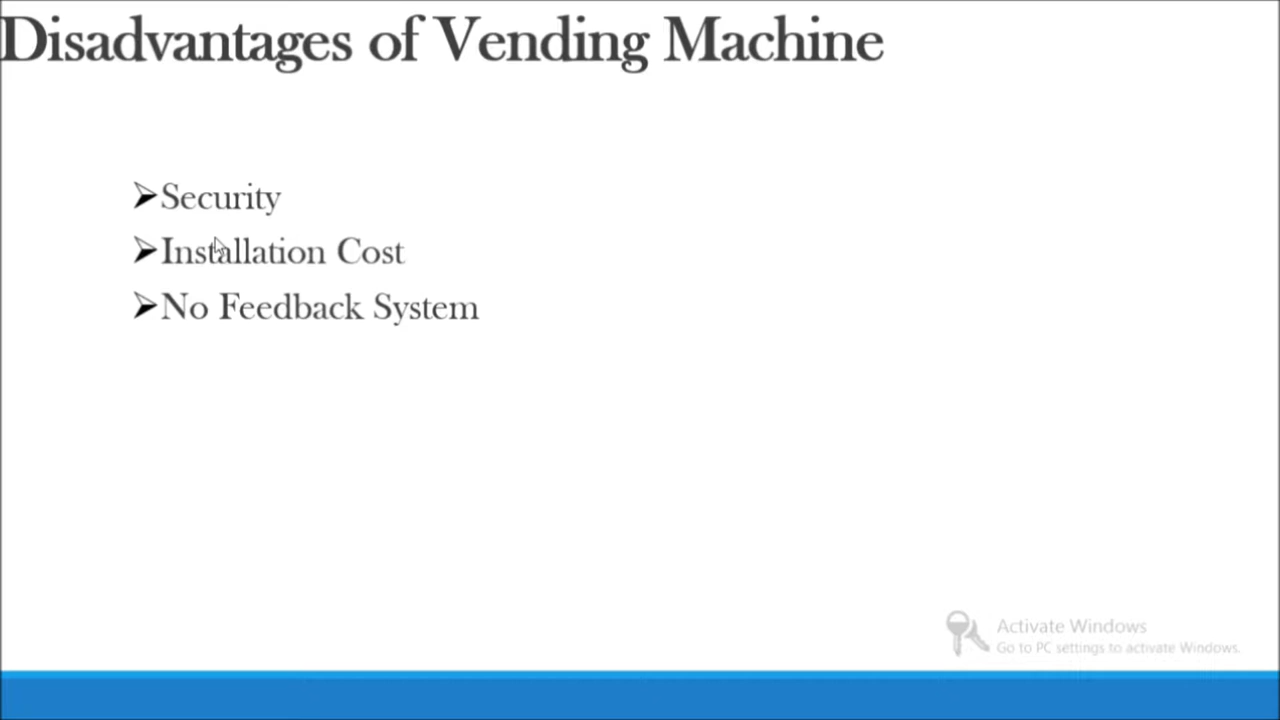 Disadvantages of Vending Machine
Security
Installation Cost
No Feedback System
Activate Windows
Go to PC settings to activate Windows.